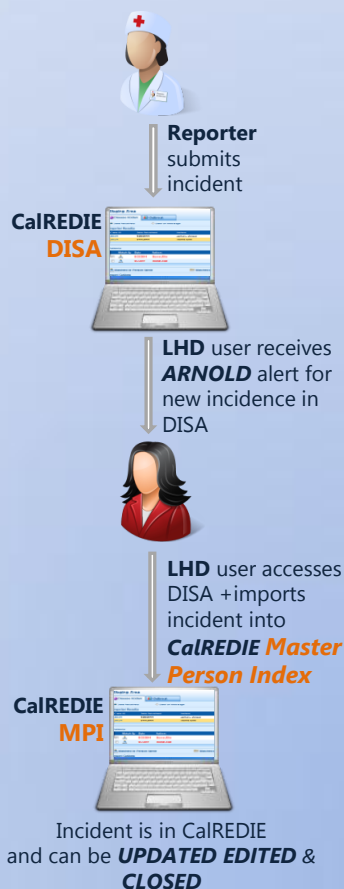 Reporter
submits
incident
CalREDIE
DISA
LHD user receives
ARNOLD alert for
new incidence in
DISA
LHD user accesses
DISA +imports
incident into
CalREDIE Master
Person Index
CalREDIE
MPI
Incident is in CalREDIE
and can be UPDATED EDITED &
CLOSED